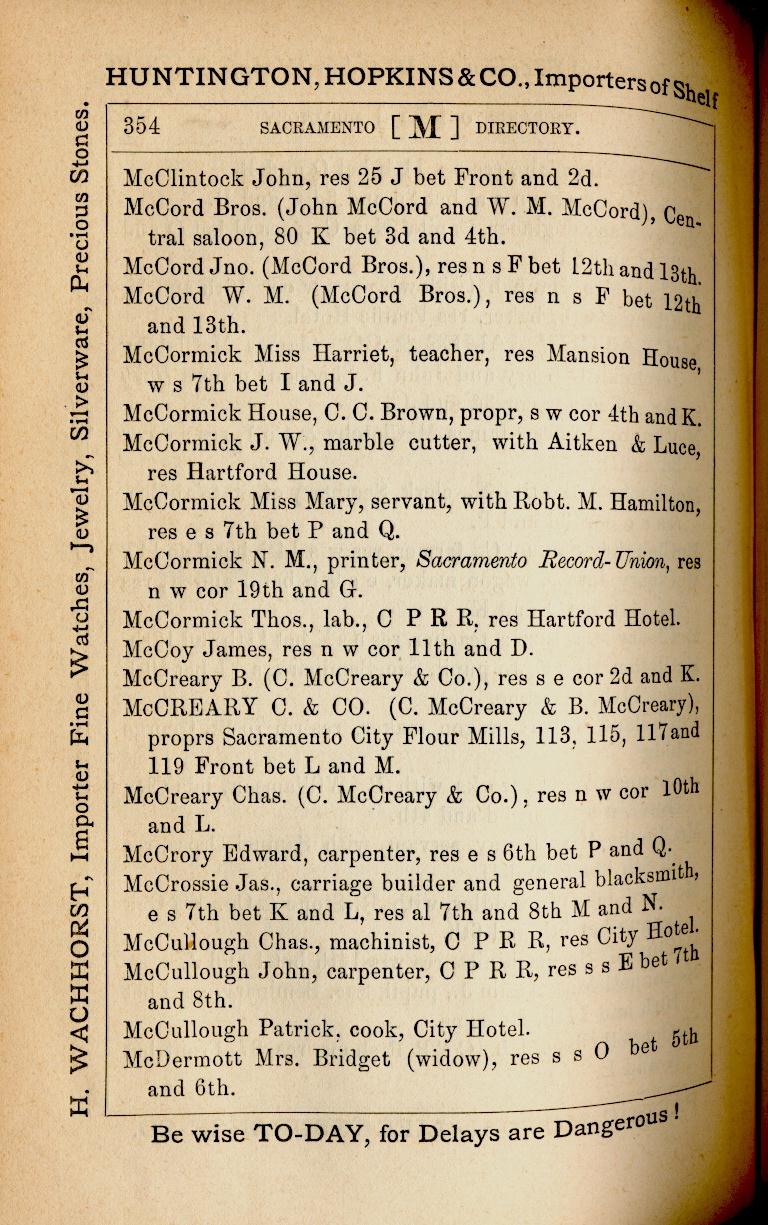 HUNTINGTON, HOPKINS & CO., Importers of Shelf
354 SACRAMENTO [M] DIRECTORY.
McClintock John, res 25 J bet Front and 2d.
McCord Bros. (John McCord and W. M. McCord), Cen-
tral saloon, 80 K bet 3d and 4th.
McCord Jno. (McCord Bros.), res n s F bet 12th and 13th.
McCord W. M. (McCord Bros.), res n s F bet 12th
and 13th.
McCormick Miss Harriet, teacher, res Mansion House,
w s 7th bet I and J.
McCormick House, C. C. Brown, propr, s w cor 4th and K.
McCormick J. W., marble cutter, with Aitken & Luce,
res Hartford House.
McCormick Miss Mary, servant, with Robt. M. Hamilton,
res e s 7th bet P and Q.
McCormick N. M., printer, Sacramento Record-Union, res
n w cor 19th and G.
McCormick Thos., lab., C P R R, res Hartford Hotel.
McCoy James, res n w cor 11th and D.
McCreary B. (C. McCreary & Co.), res s e cor 2d and K.
McCREARY C. & CO. (C. McCreary & B. McCreary),
proprs Sacramento City Flour Mills, 113, 115, 117 and
119 Front bet L and M.
McCreary Chas. (C. McCreary & Co.), res n w cor 10th
and L.
McCrory Edward, carpenter, res e s 6th bet P and Q.
McCrossie Jas., carriage builder and general blacksmith,
e s 7th bet K and L, res al 7th and 8th M and N.
McCullough Chas., machinist, C P R R, res City Hotel.
McCullough John, carpenter, C P R R, res s s E bet 7th
and 8th.
McCullough Patrick, cook, City Hotel.
McDermott Mrs. Bridget (widow), res s s O bet 5th
and 6th.
Be wise TO-DAY, for Delays are Dangerous!
H. WACHHORST, Importer Fine Watches, Jewelry, Silverware, Precious Stones.